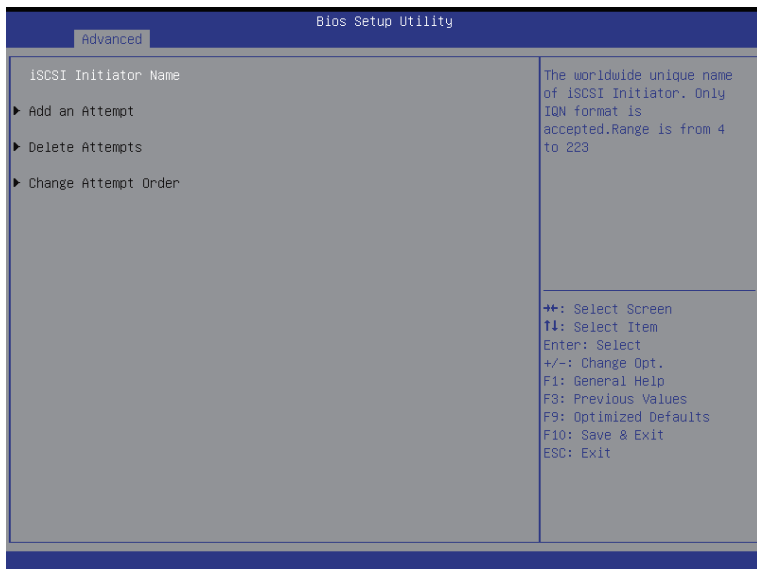 Bios Setup Utility
Advanced
iSCSI Initiator Name
Add an Attempt
Delete Attempts
Change Attempt Order
The worldwide unique name
of iSCSI Initiator. Only
IQN format is
accepted.Range is from 4
to 223
→←: Select Screen
↑↓: Select Item
Enter: Select
+/-: Change Opt.
F1: General Help
F3: Previous Values
F9: Optimized Defaults
F10: Save & Exit
ESC: Exit